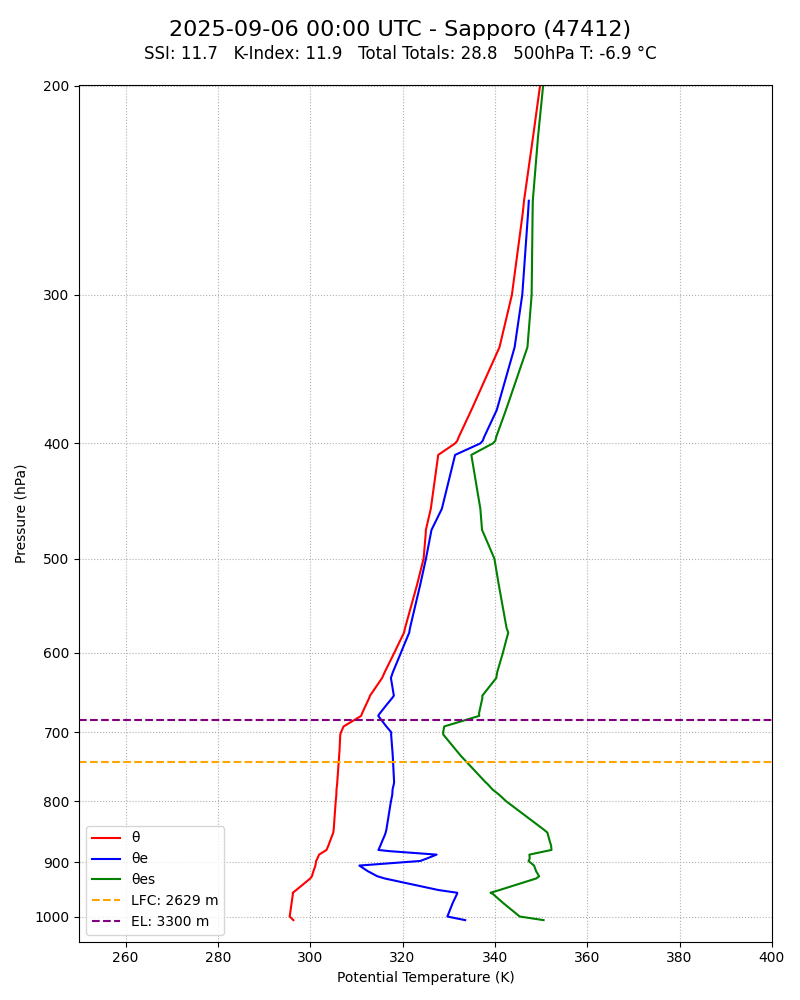 2025-09-06 00:00 UTC - Sapporo (47412)
SSI: 11.7   K-Index: 11.9   Total Totals: 28.8   500hPa T: -6.9 °C
200
300
400
500
600
700
800
900
1000
Pressure (hPa)
θ
θe
θes
LFC: 2629 m
EL: 3300 m
260 280 300 320 340 360 380 400
Potential Temperature (K)